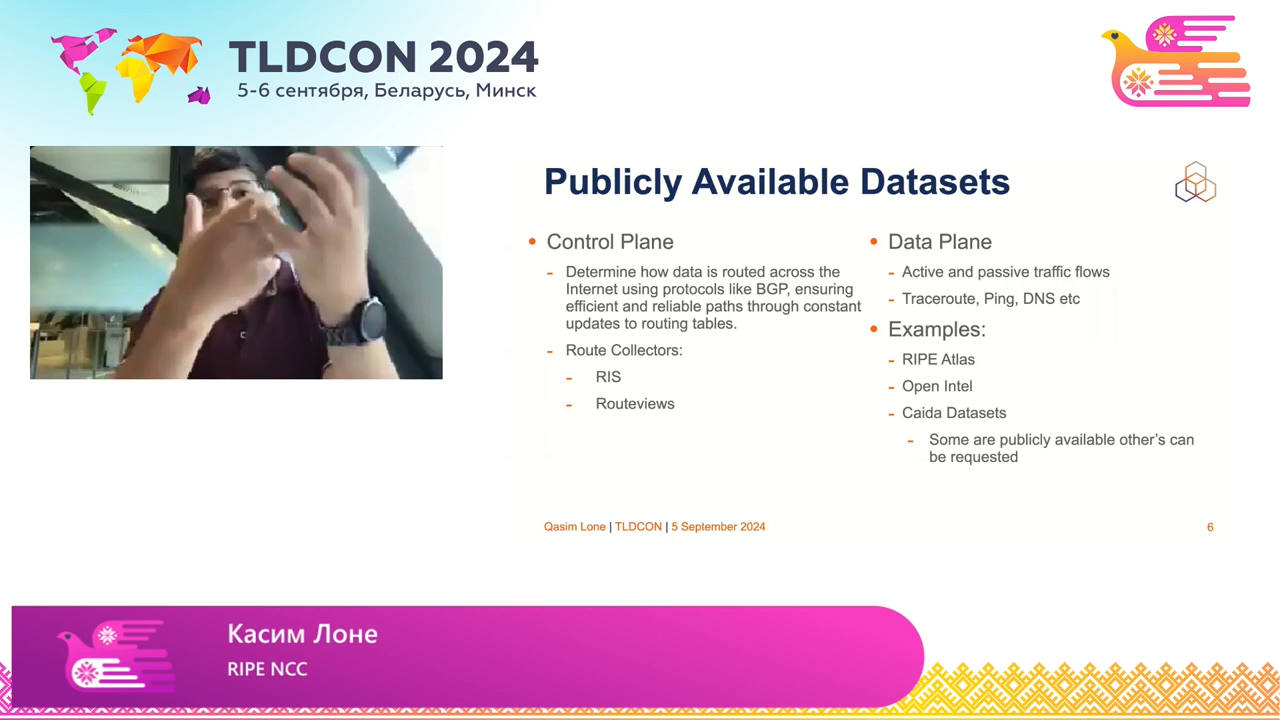 TLDCON 2024
5-6 сентября, Беларусь, Минск
Publicly Available Datasets
• Control Plane
- Determine how data is routed across the
Internet using protocols like BGP, ensuring
efficient and reliable paths through constant
updates to routing tables.
- Route Collectors:
- RIS
- Routeviews
• Data Plane
- Active and passive traffic flows
- Traceroute, Ping, DNS etc
• Examples:
- RIPE Atlas
- Open Intel
- Caida Datasets
- Some are publicly available other's can
be requested
Qasim Lone | TLDCON | 5 September 2024
6
Касим Лоне
RIPE NCC